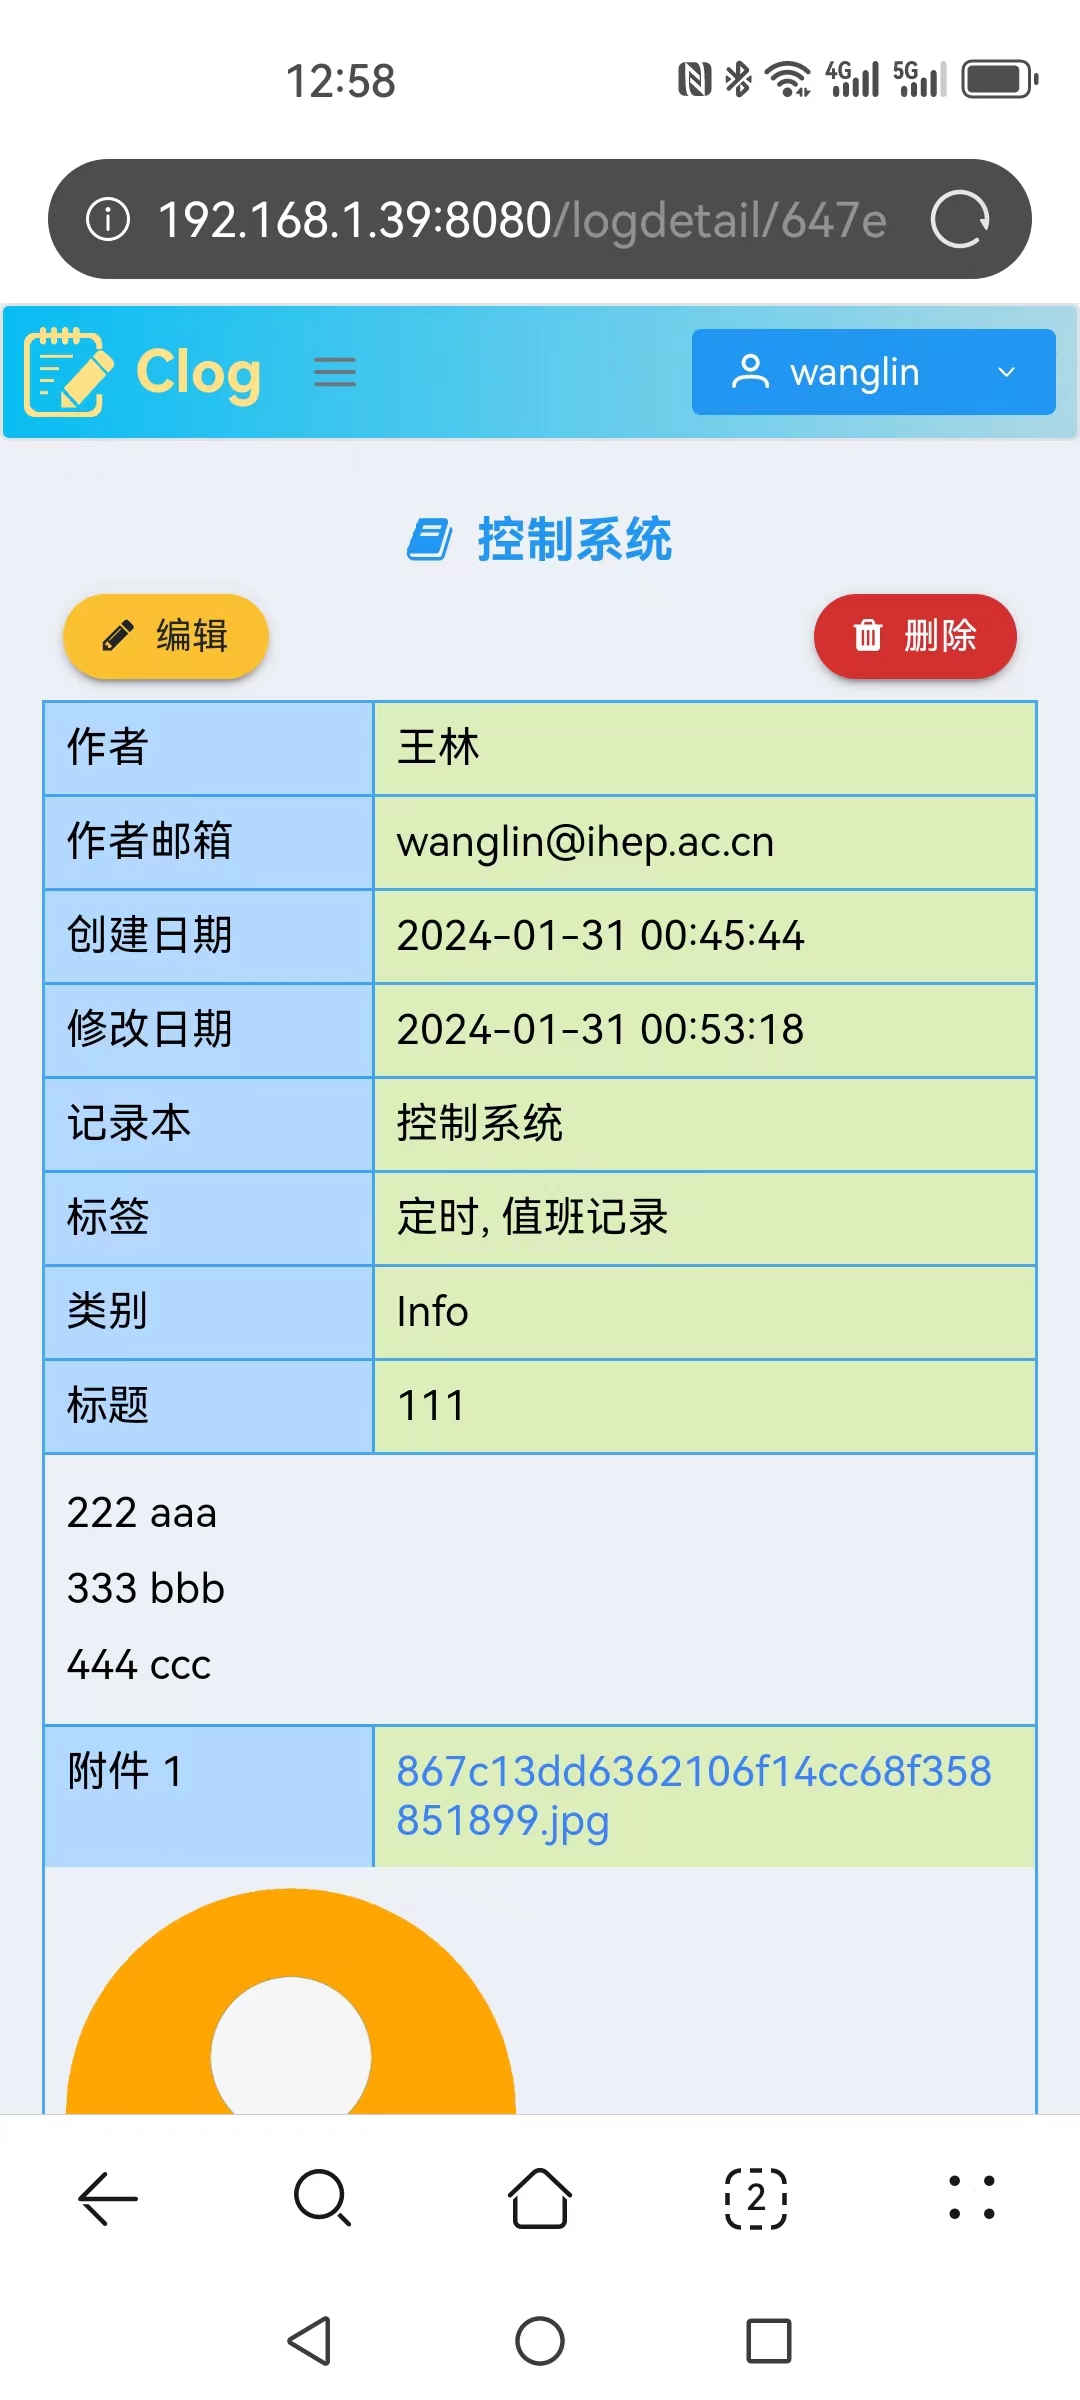 12:58
4G 5G
192.168.1.39:8080/logdetail/647e
Clog
wanglin
控制系统
编辑
删除
作者 王林
作者邮箱 wanglin@ihep.ac.cn
创建日期 2024-01-31 00:45:44
修改日期 2024-01-31 00:53:18
记录本 控制系统
标签 定时, 值班记录
类别 Info
标题 111
222 aaa
333 bbb
444 ccc
附件 1 867c13dd6362106f14cc68f358
851899.jpg
2